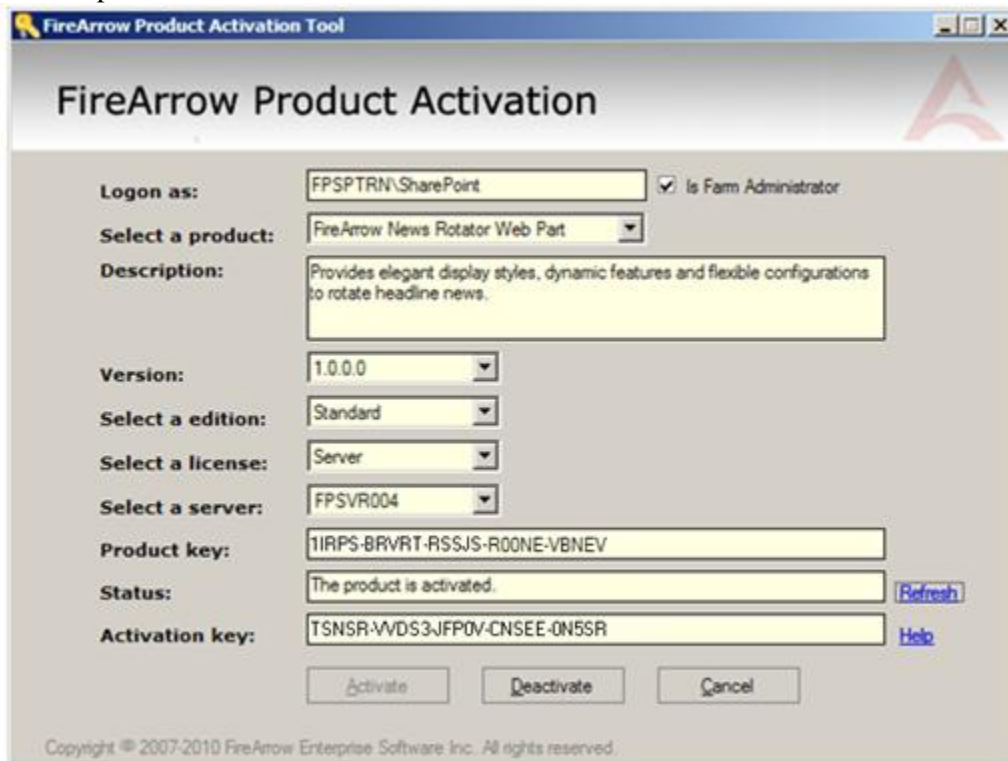 FireArrow Product Activation Tool
FireArrow Product Activation
Logon as: FPSPTRN\SharePoint Is Farm Administrator
Select a product: FireArrow News Rotator Web Part
Description: Provides elegant display styles, dynamic features and flexible configurations
to rotate headline news.
Version: 1.0.0.0
Select a edition: Standard
Select a license: Server
Select a server: FPSVR004
Product key: 1IRPS-BRVRT-RSSJS-R00NE-VBNEV
Status: The product is activated. Refresh
Activation key: TSNSR-VVDS3-JFP0V-CNSEE-0N5SR Help
Activate Deactivate Cancel
Copyright © 2007-2010 FireArrow Enterprise Software Inc. All rights reserved.